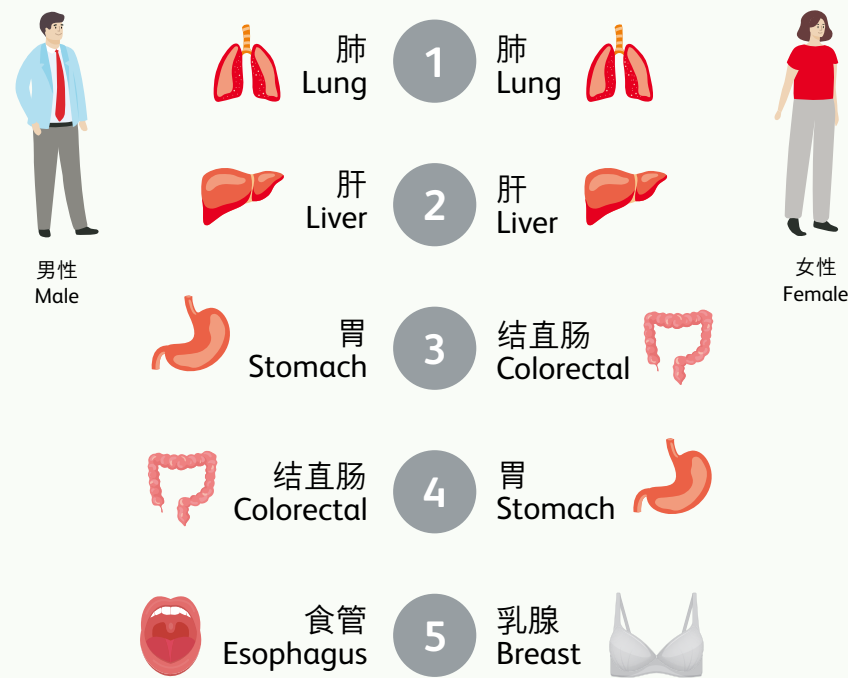 肺
Lung
1
肺
Lung
肝
Liver
2
肝
Liver
男性
Male
女性
Female
胃
Stomach
3
结直肠
Colorectal
结直肠
Colorectal
4
胃
Stomach
食管
Esophagus
5
乳腺
Breast